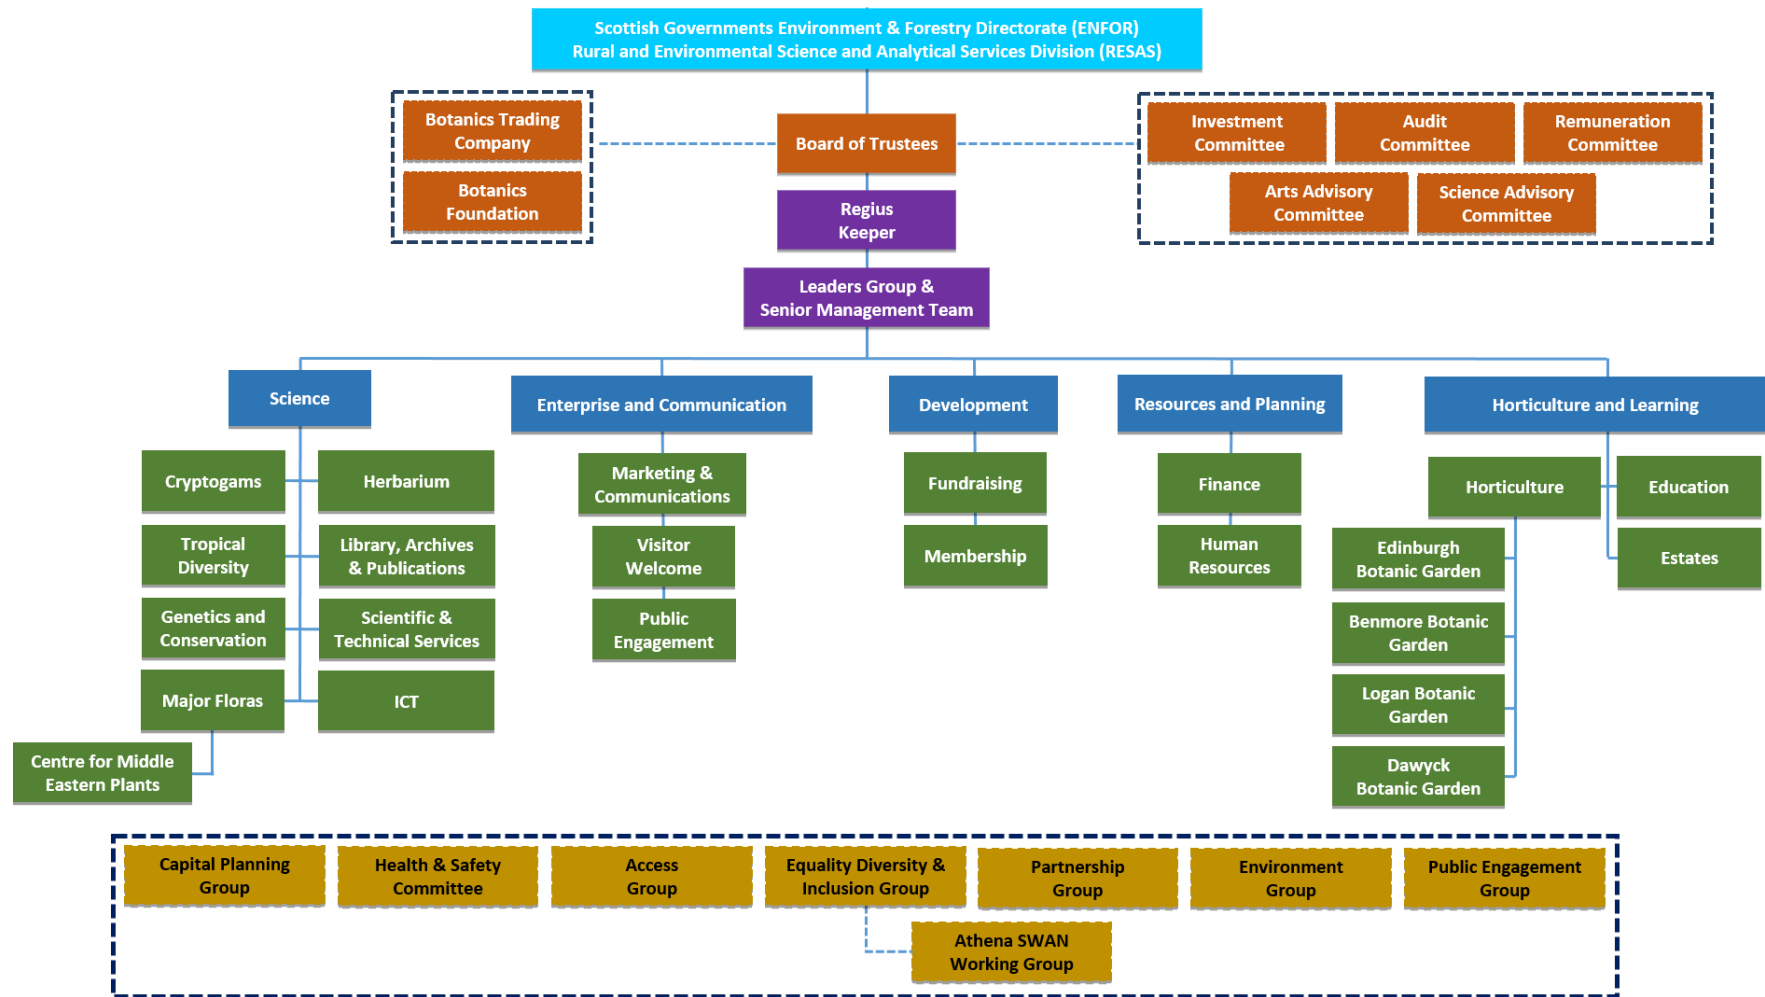 Scottish Governments Environment & Forestry Directorate (ENFOR)
Rural and Environmental Science and Analytical Services Division (RESAS)
Botanics Trading
Company
Botanics
Foundation
Board of Trustees
Investment
Committee
Audit
Committee
Remuneration
Committee
Arts Advisory
Committee
Science Advisory
Committee
Regius
Keeper
Leaders Group &
Senior Management Team
Science
Enterprise and Communication
Development
Resources and Planning
Horticulture and Learning
Cryptogams
Herbarium
Tropical
Diversity
Library, Archives
& Publications
Genetics and
Conservation
Scientific &
Technical Services
Major Floras
ICT
Centre for Middle
Eastern Plants
Marketing &
Communications
Visitor
Welcome
Public
Engagement
Fundraising
Membership
Finance
Human
Resources
Horticulture
Education
Estates
Edinburgh
Botanic Garden
Benmore Botanic
Garden
Logan Botanic
Garden
Dawyck
Botanic Garden
Capital Planning
Group
Health & Safety
Committee
Access
Group
Equality Diversity &
Inclusion Group
Partnership
Group
Environment
Group
Public Engagement
Group
Athena SWAN
Working Group